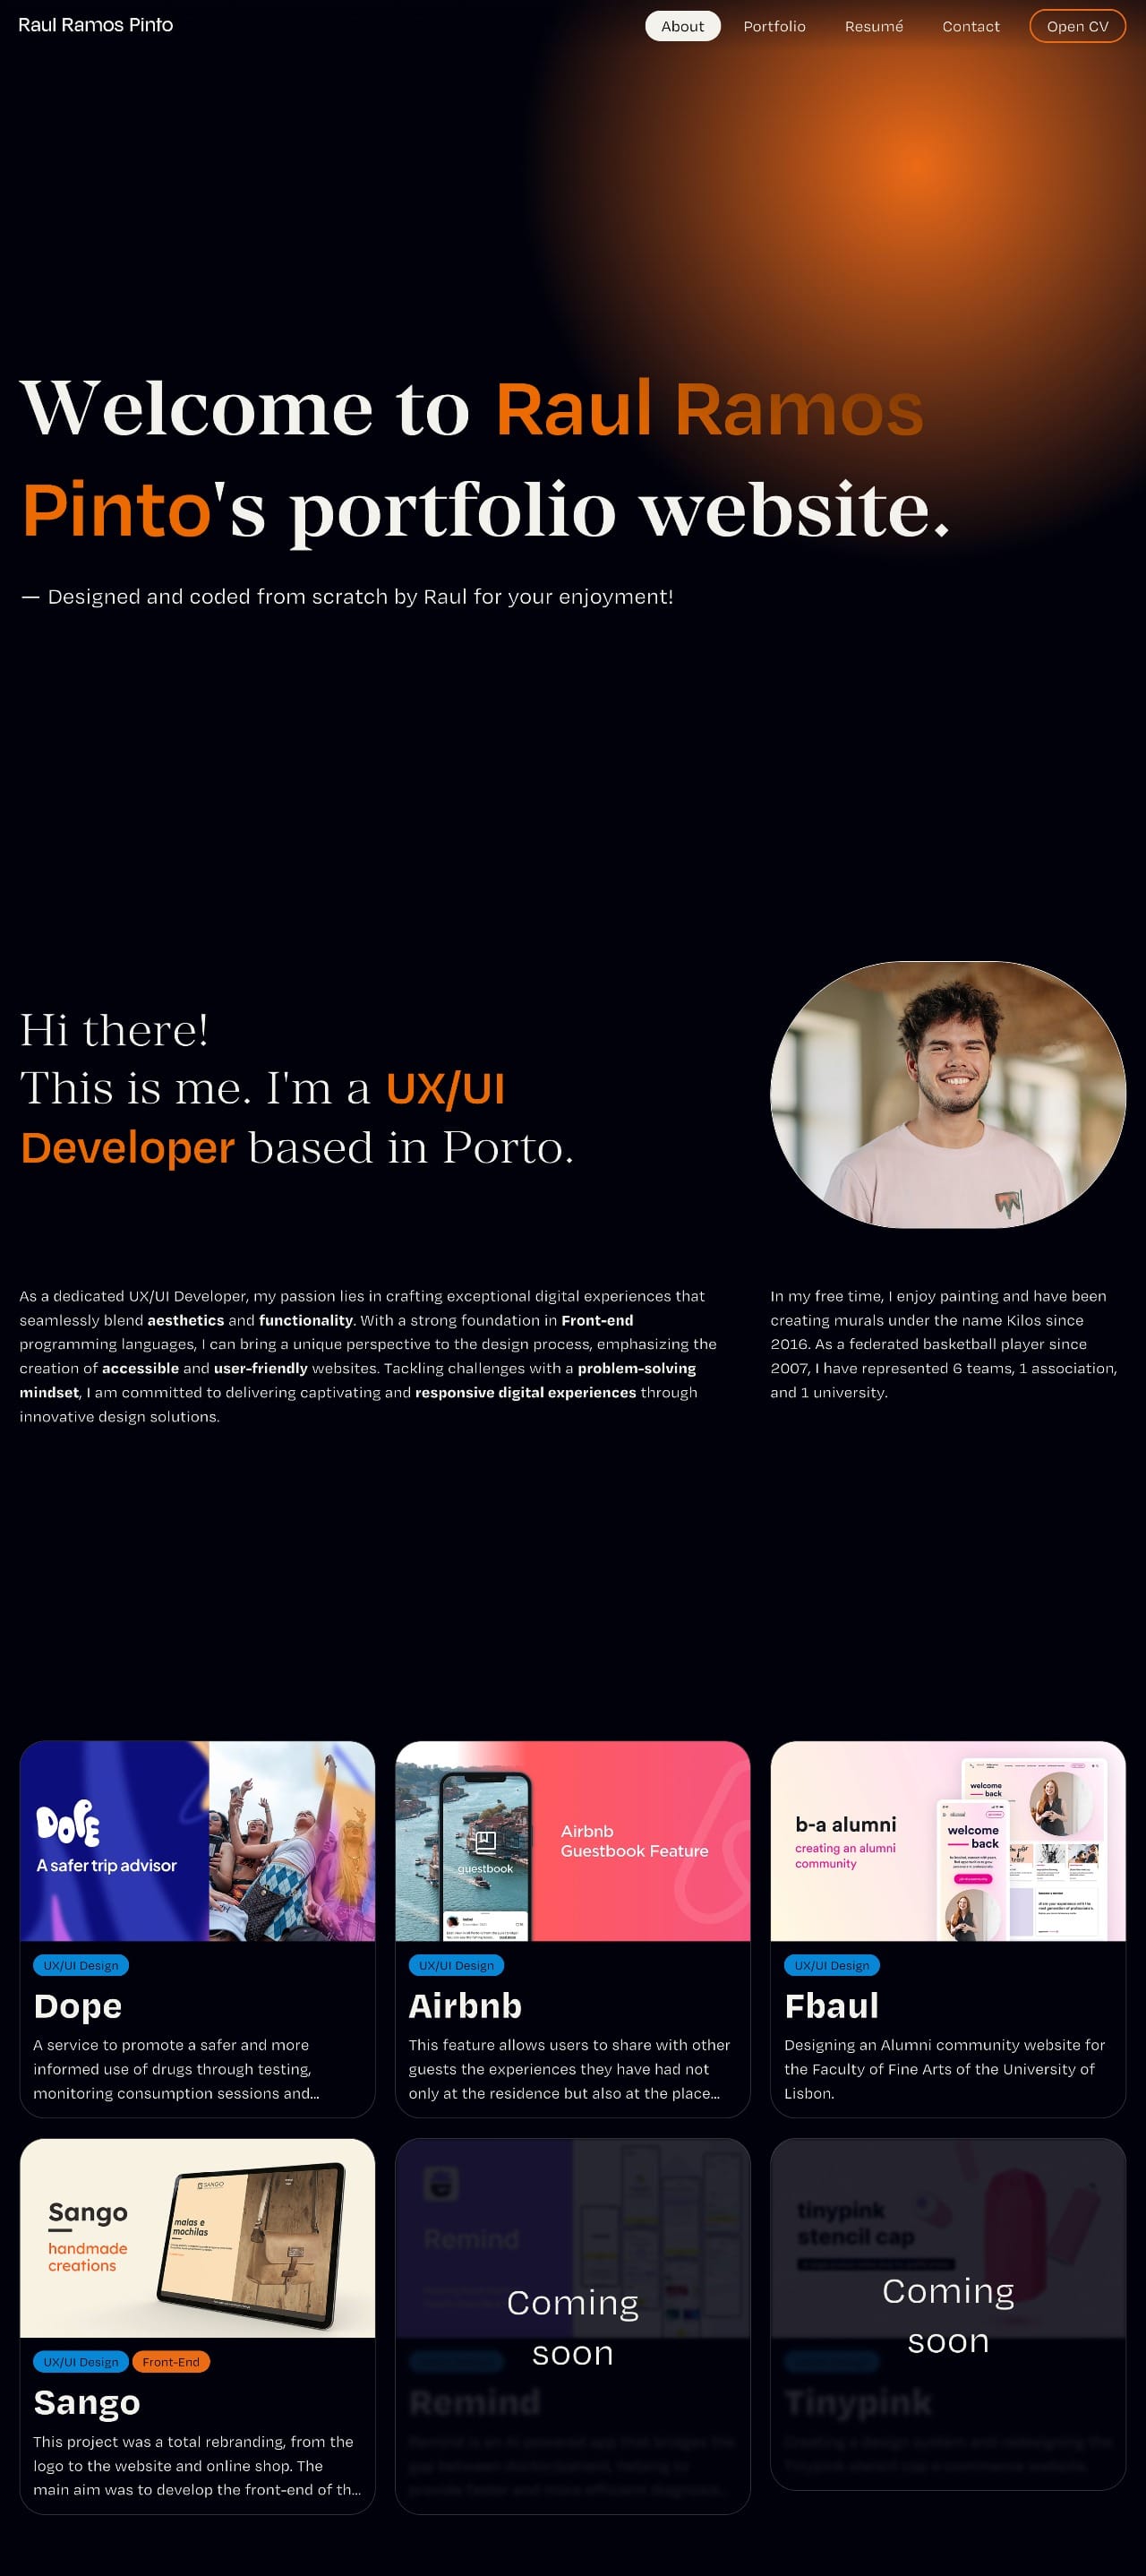 Raul Ramos Pinto
About
Portfolio
Resumé
Contact
Open CV
Welcome to Raul Ramos
Pinto's portfolio website.
— Designed and coded from scratch by Raul for your enjoyment!
Hi there!
This is me. I'm a UX/UI
Developer based in Porto.
As a dedicated UX/UI Developer, my passion lies in crafting exceptional digital experiences that
seamlessly blend aesthetics and functionality. With a strong foundation in Front-end
programming languages, I can bring a unique perspective to the design process, emphasizing the
creation of accessible and user-friendly websites. Tackling challenges with a problem-solving
mindset, I am committed to delivering captivating and responsive digital experiences through
innovative design solutions.
In my free time, I enjoy painting and have been
creating murals under the name Kilos since
2016. As a federated basketball player since
2007, I have represented 6 teams, 1 association,
and 1 university.
DOPE
A safer trip advisor
UX/UI Design
Dope
A service to promote a safer and more
informed use of drugs through testing,
monitoring consumption sessions and...
guestbook
Airbnb
Guestbook Feature
UX/UI Design
Airbnb
This feature allows users to share with other
guests the experiences they have had not
only at the residence but also at the place...
b-a alumni
creating an alumni
community
welcome
back
welcome
back
UX/UI Design
Fbaul
Designing an Alumni community website for
the Faculty of Fine Arts of the University of
Lisbon.
Sango
handmade
creations
SANGO
malas e
mochilas
UX/UI Design
Front-End
Sango
This project was a total rebranding, from the
logo to the website and online shop. The
main aim was to develop the front-end of th...
Remind
Coming
soon
Remind
tinypink
stencil cap
Coming
soon
Tinypink